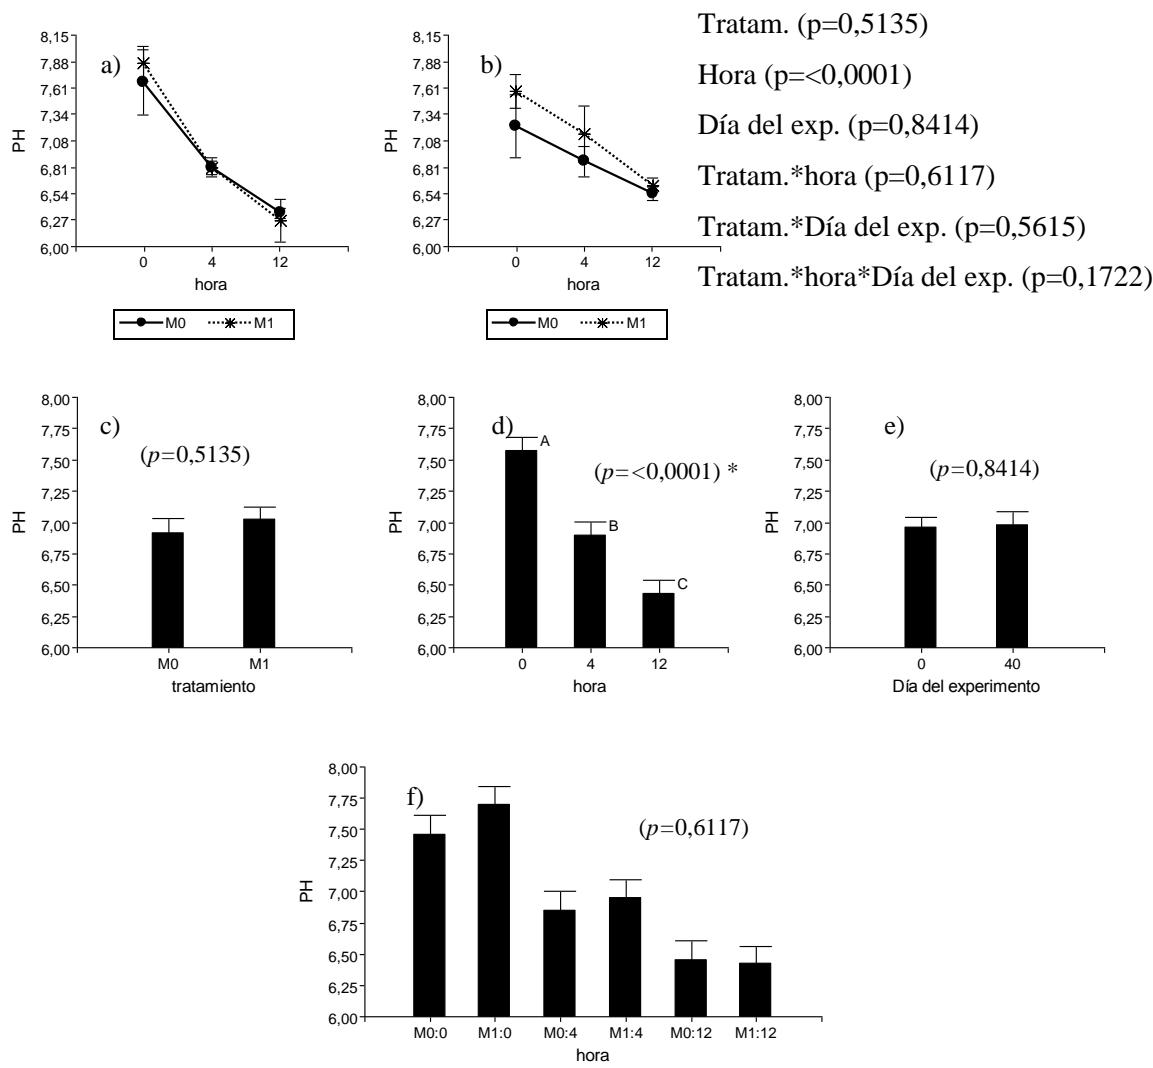 Tratam. (p=0,5135)
Hora (p=<0,0001)
Día del exp. (p=0,8414)
Tratam.*hora (p=0,6117)
Tratam.*Día del exp. (p=0,5615)
Tratam.*hora*Día del exp. (p=0,1722)
a)
8,15
7,88
7,61
7,34
7,08
6,81
6,54
6,27
6,00
PH
0 4 12
hora
M0 M1
b)
8,15
7,88
7,61
7,34
7,08
6,81
6,54
6,27
6,00
PH
0 4 12
hora
M0 M1
c)
(p=0,5135)
8,00
7,75
7,50
7,25
7,00
6,75
6,50
6,25
6,00
PH
M0 M1
tratamiento
d)
A
(p=<0,0001) *
B
C
8,00
7,75
7,50
7,25
7,00
6,75
6,50
6,25
6,00
PH
0 4 12
hora
e)
(p=0,8414)
8,00
7,75
7,50
7,25
7,00
6,75
6,50
6,25
6,00
PH
0 40
Día del experimento
f)
(p=0,6117)
8,00
7,75
7,50
7,25
7,00
6,75
6,50
6,25
6,00
PH
M0:0 M1:0 M0:4 M1:4 M0:12 M1:12
hora